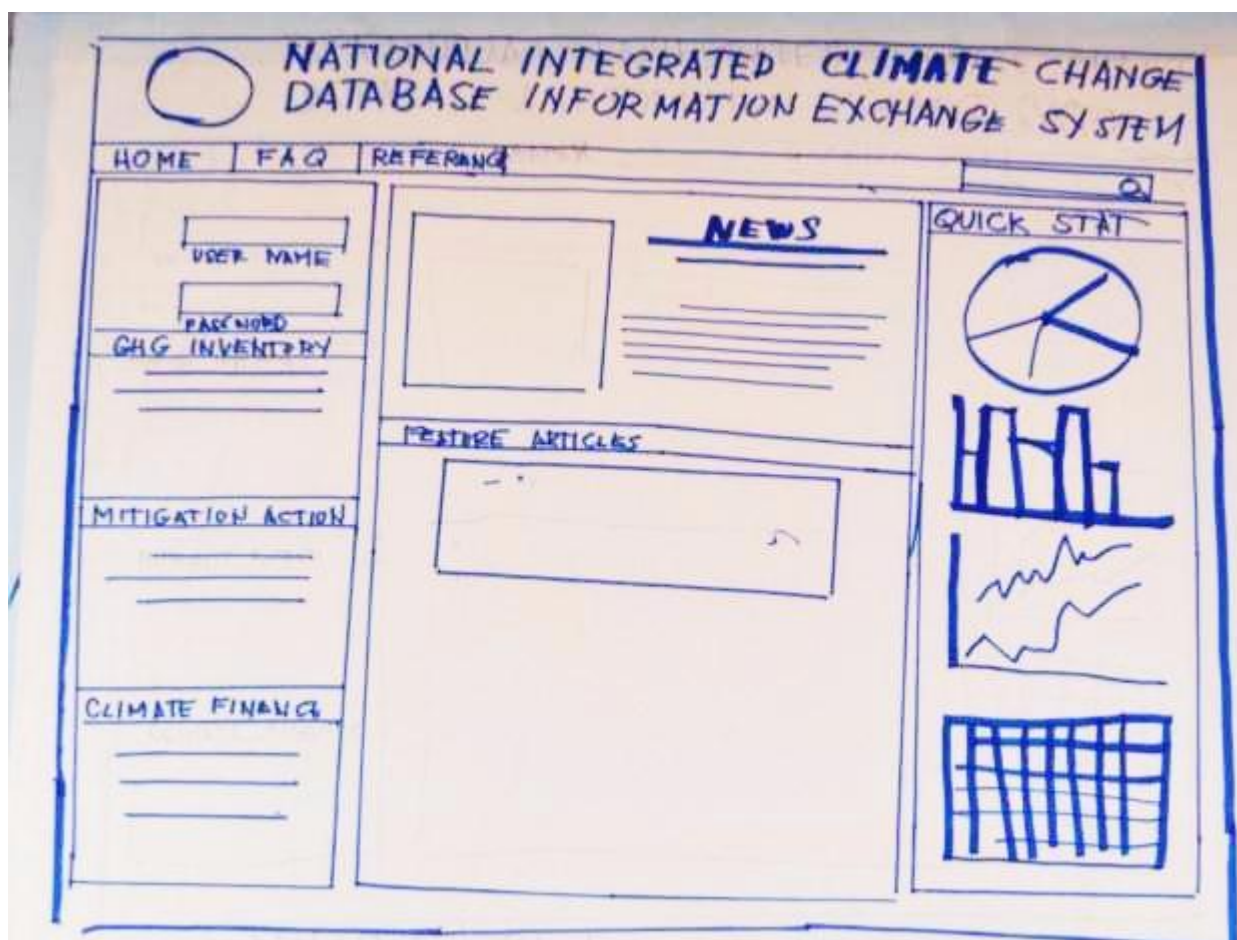 NATIONAL INTEGRATED CLIMATE CHANGE
DATABASE INFORMATION EXCHANGE SYSTEM
HOME FAQ REFERANC
USER NAME
PASSWORD
GHG INVENTORY
MITIGATION ACTION
CLIMATE FINANCE
NEWS
FEATURE ARTICLES
QUICK STAT